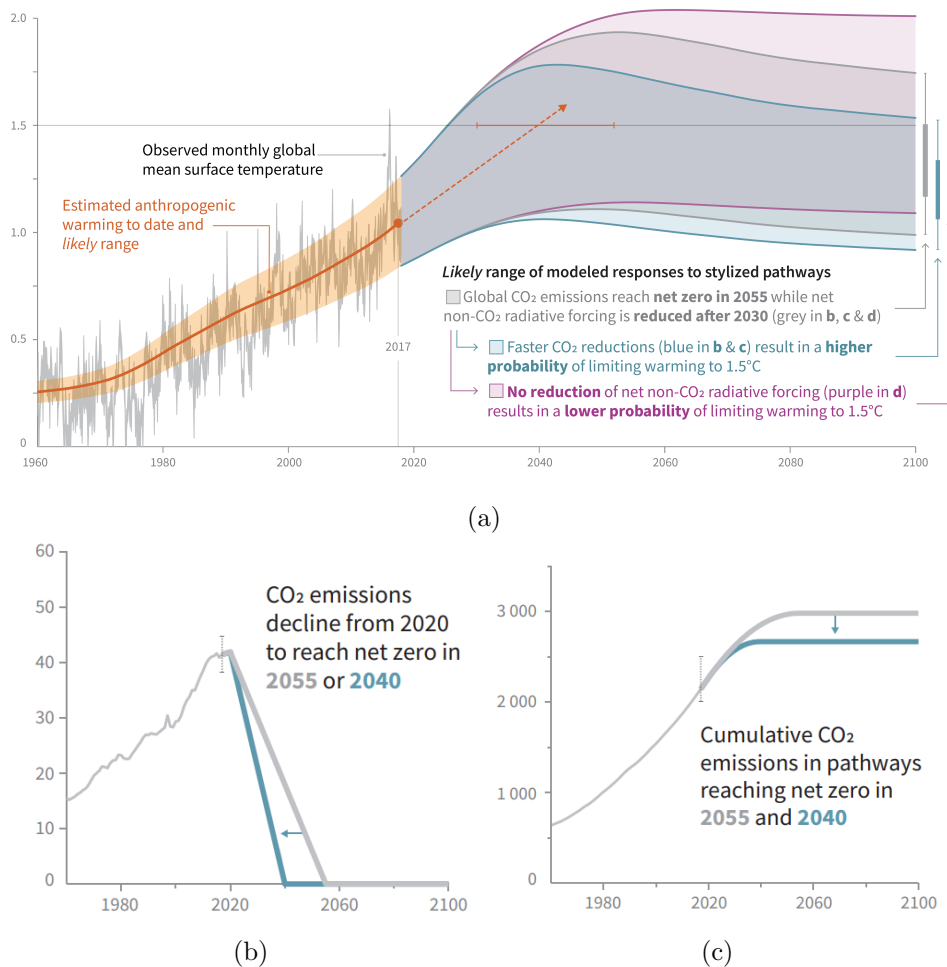 2.0
1.5
Observed monthly global
mean surface temperature
Estimated anthropogenic
warming to date and
likely range
1.0
Likely range of modeled responses to stylized pathways
Global CO₂ emissions reach net zero in 2055 while net
non-CO₂ radiative forcing is reduced after 2030 (grey in b, c & d)
0.5
2017
Faster CO₂ reductions (blue in b & c) result in a higher
probability of limiting warming to 1.5°C
No reduction of net non-CO₂ radiative forcing (purple in d)
results in a lower probability of limiting warming to 1.5°C
0
1960 1980 2000 2020 2040 2060 2080 2100
(a)
60
50
40
30
20
10
0
CO₂ emissions
decline from 2020
to reach net zero in
2055 or 2040
1980 2020 2060 2100
(b)
3 000
2 000
1 000
0
Cumulative CO₂
emissions in pathways
reaching net zero in
2055 and 2040
1980 2020 2060 2100
(c)